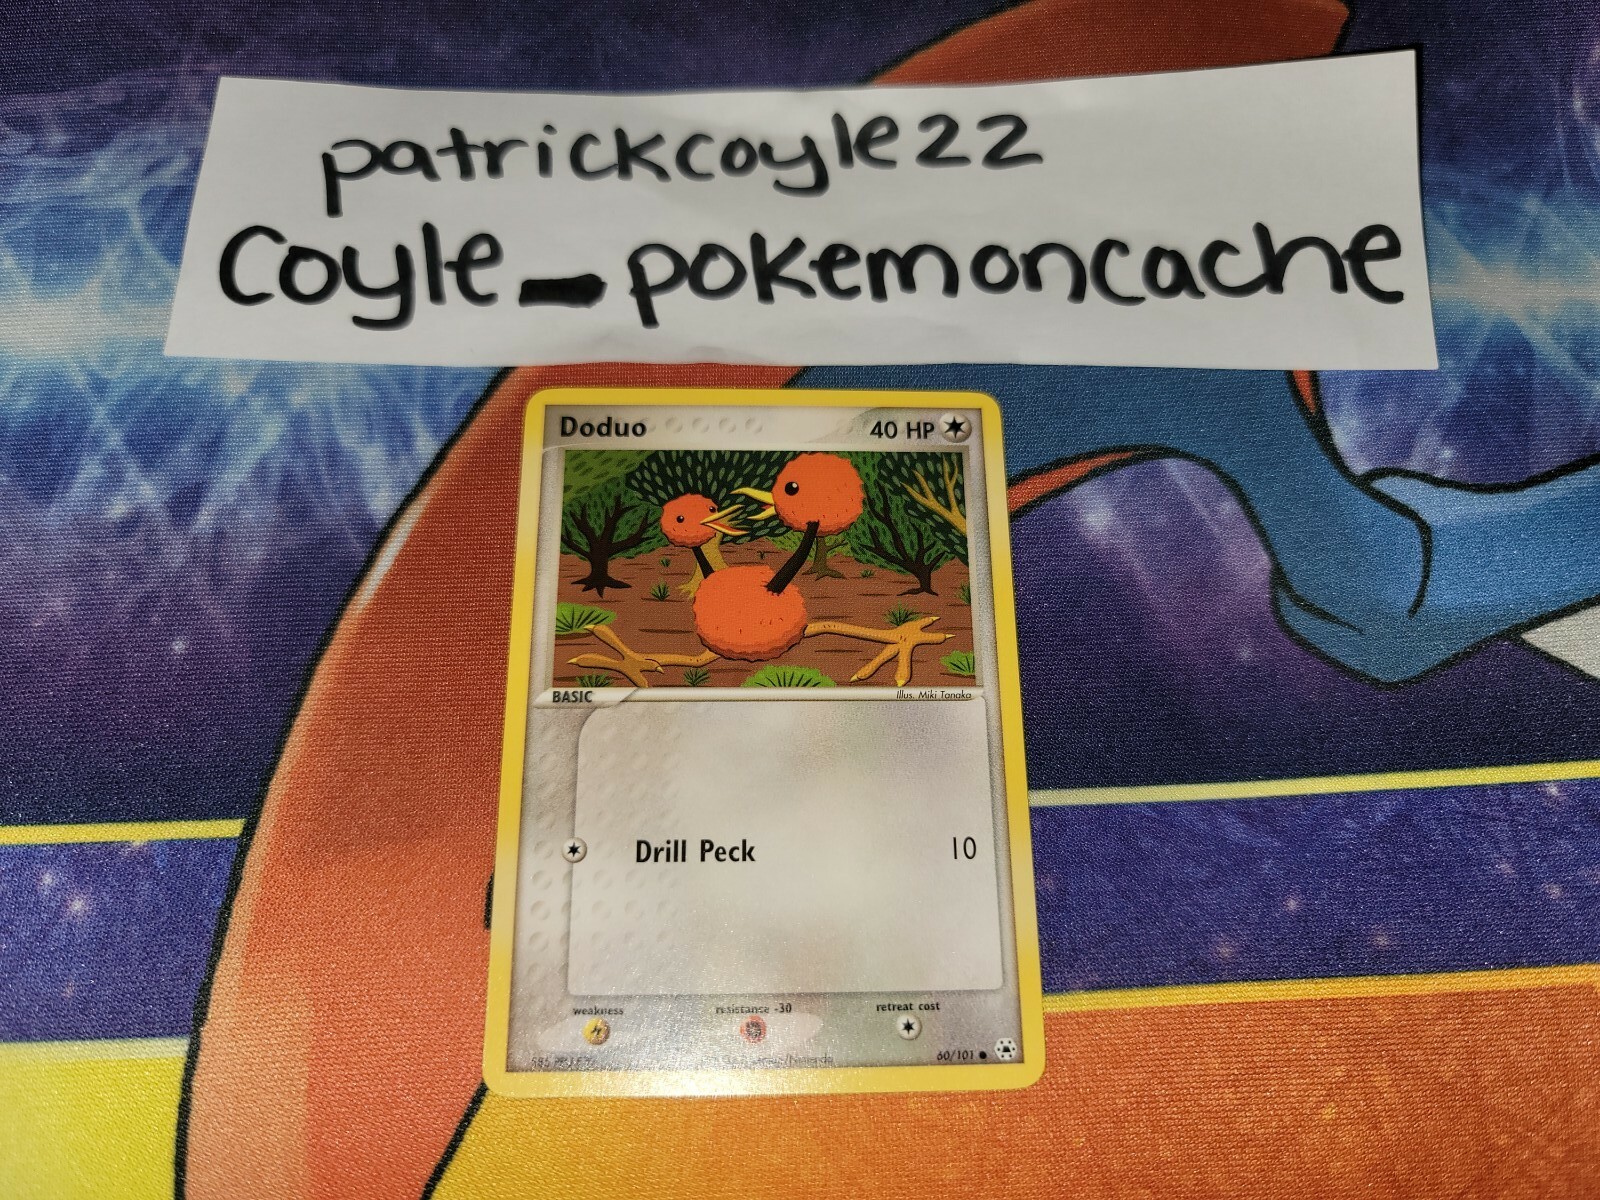 patrickcoyle22
Coyle_pokemoncache
Doduo 40 HP
BASIC Illus. Miki Tanaka
Drill Peck 10
weakness resistance -30 retreat cost
60/101